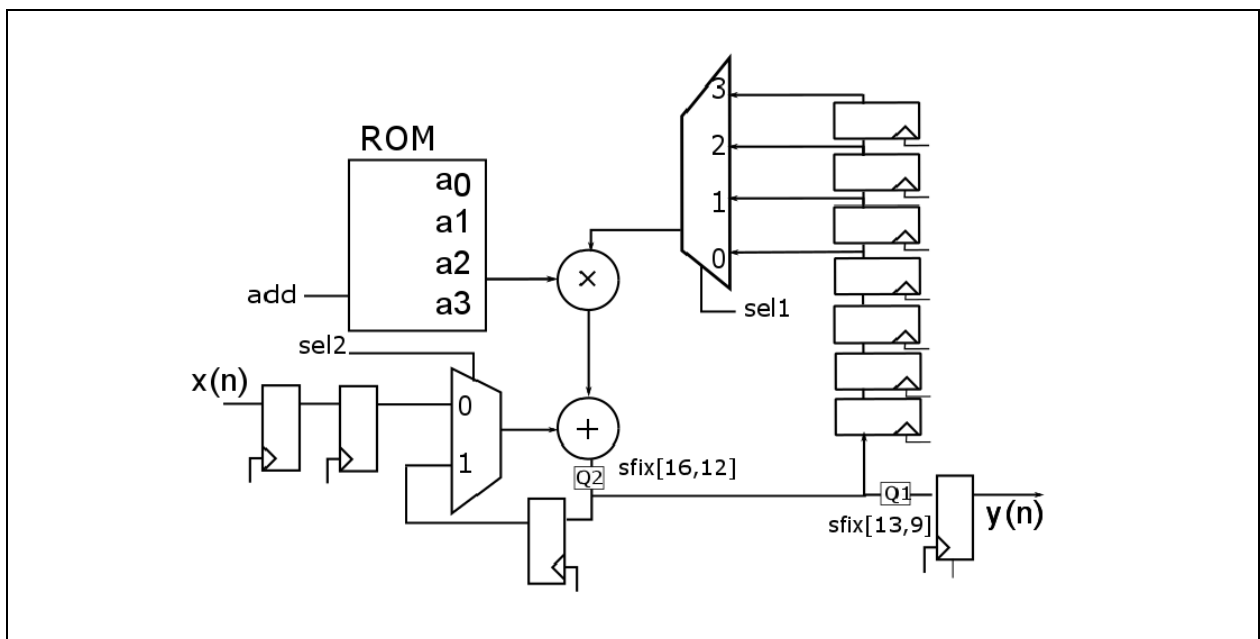 ROM
a0
a1
a2
a3
add
3
2
1
0
sel1
×
sel2
x(n)
0
1
+
Q2
sfix[16,12]
Q1
sfix[13,9]
y(n)